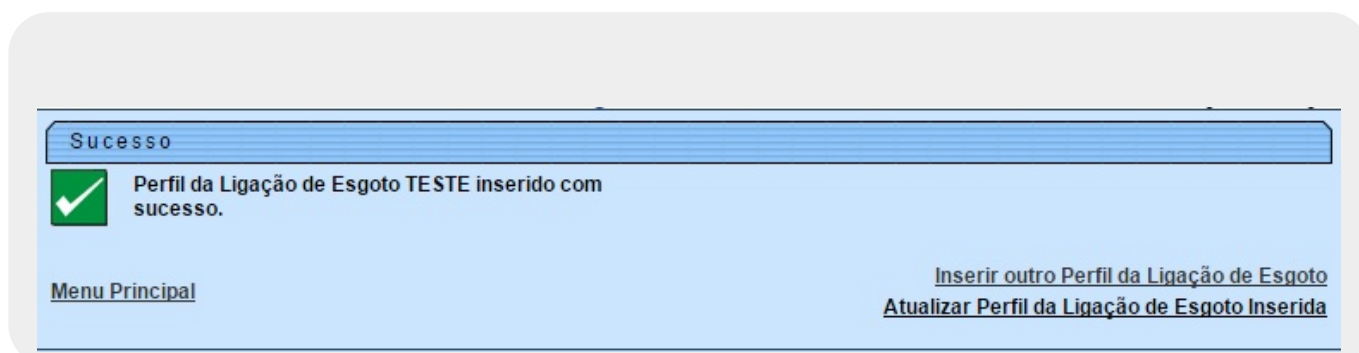 Sucesso
Perfil da Ligação de Esgoto TESTE inserido com
sucesso.
Menu Principal
Inserir outro Perfil da Ligação de Esgoto
Atualizar Perfil da Ligação de Esgoto Inserida